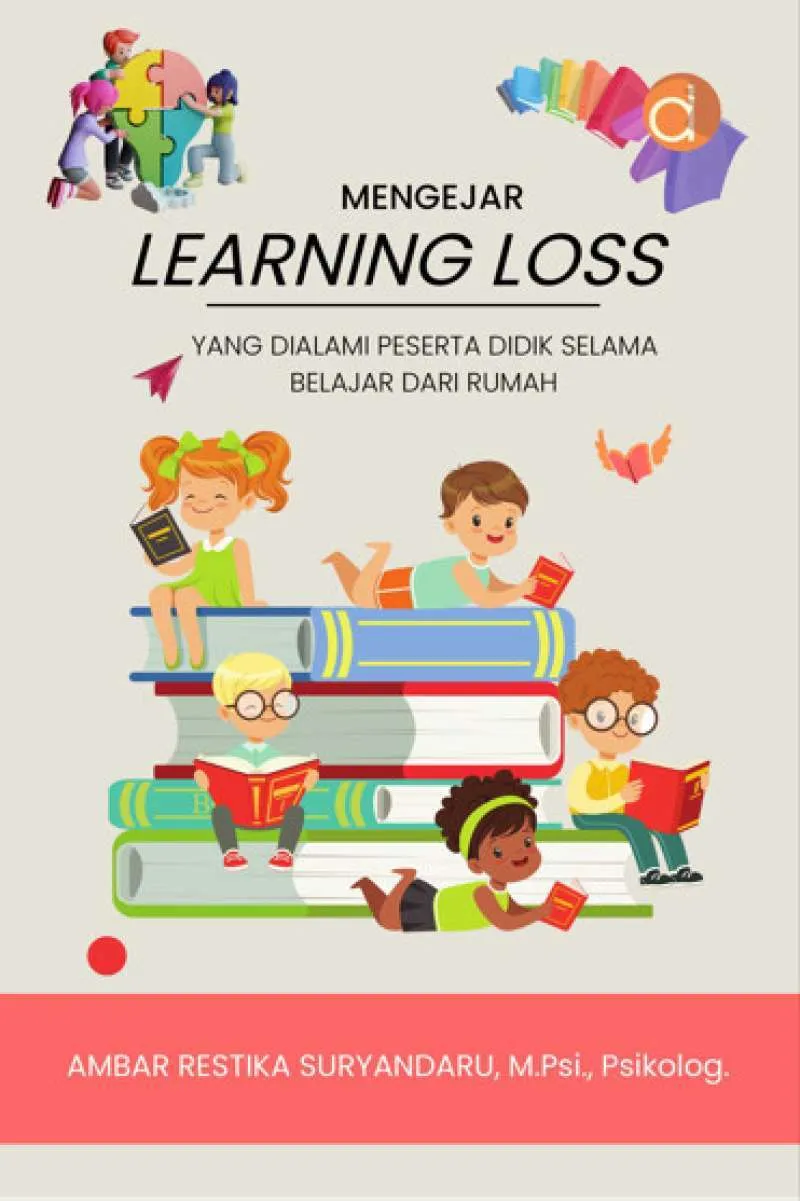 MENGEJAR
LEARNING LOSS
YANG DIALAMI PESERTA DIDIK SELAMA
BELAJAR DARI RUMAH
AMBAR RESTIKA SURYANDARU, M.Psi., Psikolog.